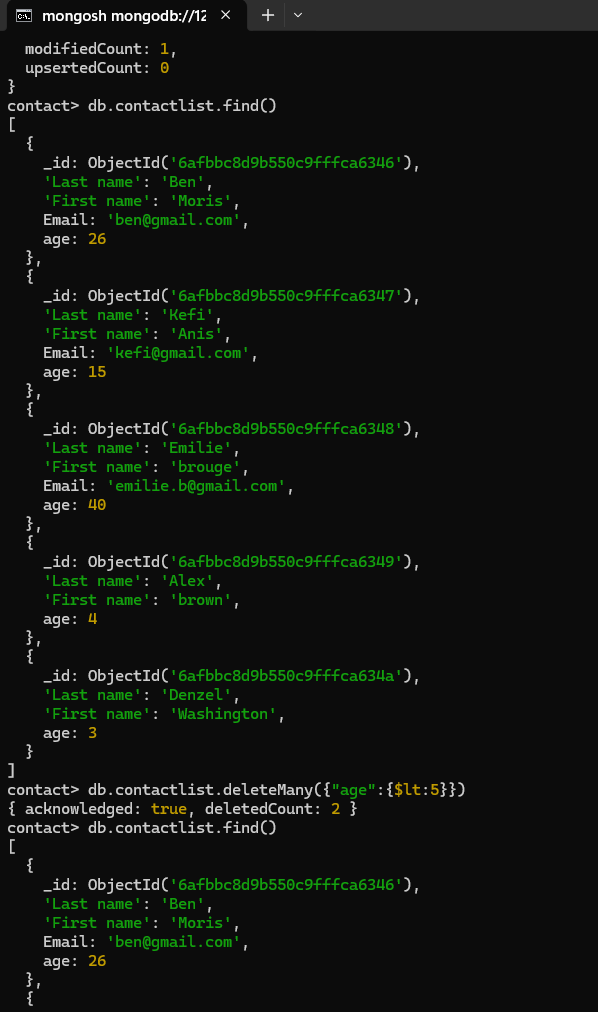 mongosh mongodb://12
modifiedCount: 1,
upsertedCount: 0
}
contact> db.contactlist.find()
[
{
_id: ObjectId('6afbbc8d9b550c9fffca6346'),
'Last name': 'Ben',
'First name': 'Moris',
Email: 'ben@gmail.com',
age: 26
},
{
_id: ObjectId('6afbbc8d9b550c9fffca6347'),
'Last name': 'Kefi',
'First name': 'Anis',
Email: 'kefi@gmail.com',
age: 15
},
{
_id: ObjectId('6afbbc8d9b550c9fffca6348'),
'Last name': 'Emilie',
'First name': 'brouge',
Email: 'emilie.b@gmail.com',
age: 40
},
{
_id: ObjectId('6afbbc8d9b550c9fffca6349'),
'Last name': 'Alex',
'First name': 'brown',
age: 4
},
{
_id: ObjectId('6afbbc8d9b550c9fffca634a'),
'Last name': 'Denzel',
'First name': 'Washington',
age: 3
}
]
contact> db.contactlist.deleteMany({"age":{$lt:5}})
{ acknowledged: true, deletedCount: 2 }
contact> db.contactlist.find()
[
{
_id: ObjectId('6afbbc8d9b550c9fffca6346'),
'Last name': 'Ben',
'First name': 'Moris',
Email: 'ben@gmail.com',
age: 26
},
{